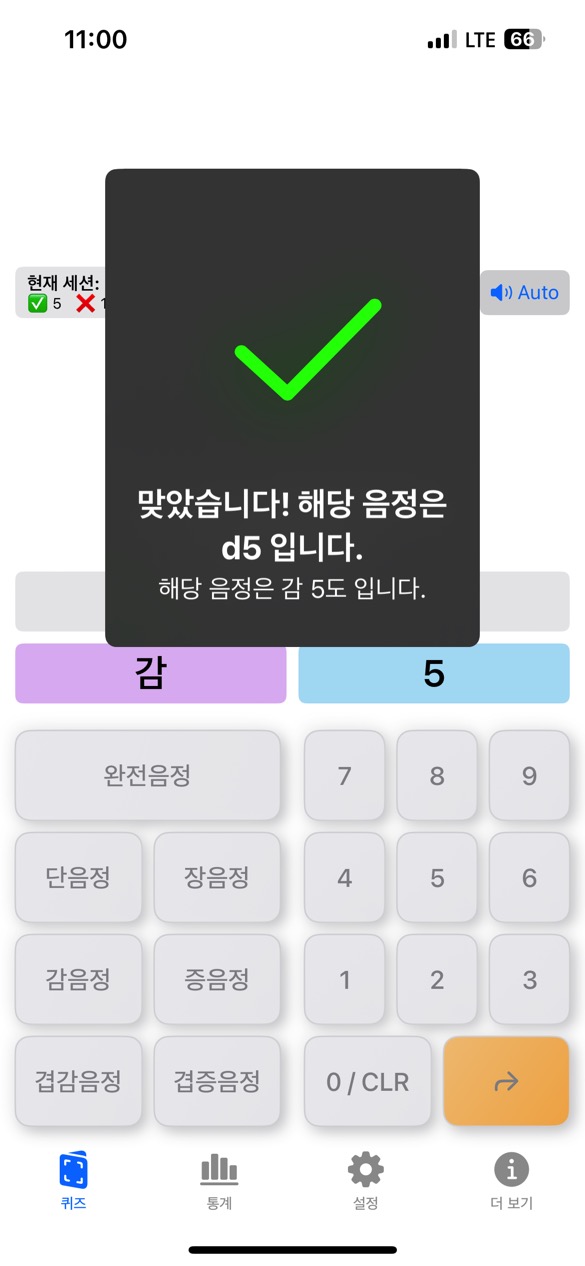 11:00
LTE 66
현재 세션:
✅ 5 ❌ 1
Auto
맞았습니다! 해당 음정은
d5 입니다.
해당 음정은 감 5도 입니다.
감 5
완전음정 7 8 9
단음정 장음정 4 5 6
감음정 증음정 1 2 3
겹감음정 겹증음정 0 / CLR
퀴즈 통계 설정 더 보기